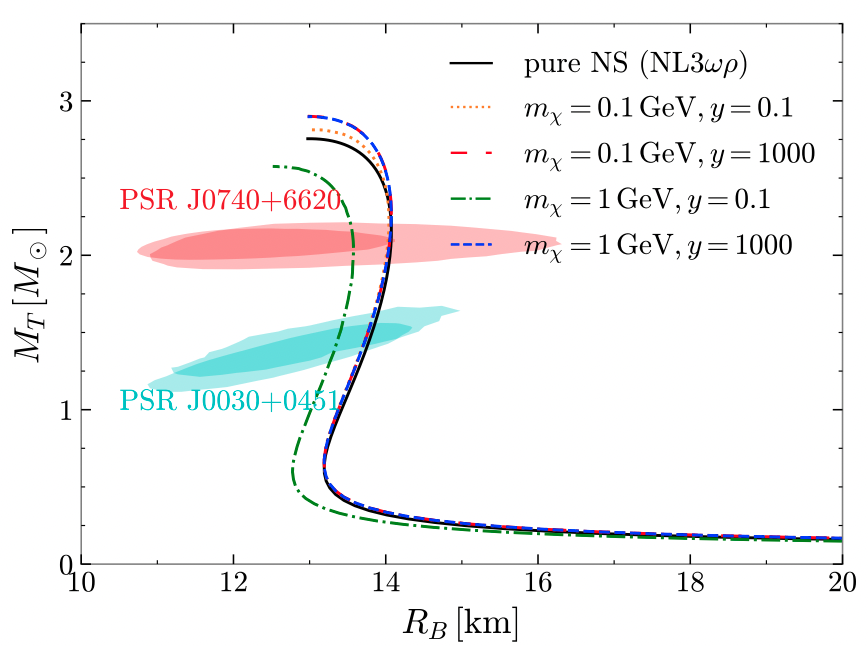 pure NS (NL3ωρ)
m_χ = 0.1 GeV, y = 0.1
m_χ = 0.1 GeV, y = 1000
m_χ = 1 GeV, y = 0.1
m_χ = 1 GeV, y = 1000
PSR J0740+6620
PSR J0030+0451
M_T [M_⊙]
3
2
1
0
10 12 14 16 18 20
R_B [km]